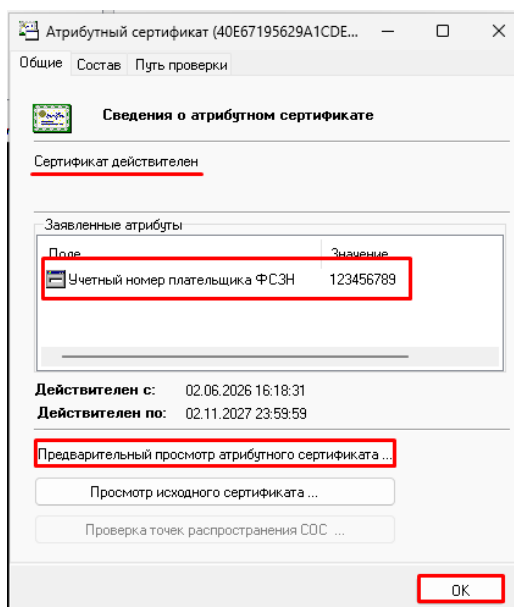 Атрибутный сертификат (40E67195629A1CDE...
Общие Состав Путь проверки
Сведения о атрибутном сертификате
Сертификат действителен
Заявленные атрибуты
Поле Значение
Учетный номер плательщика ФСЗН 123456789
Действителен с: 02.06.2026 16:18:31
Действителен по: 02.11.2027 23:59:59
Предварительный просмотр атрибутного сертификата ...
Просмотр исходного сертификата ...
Проверка точек распространения СОС ...
OK